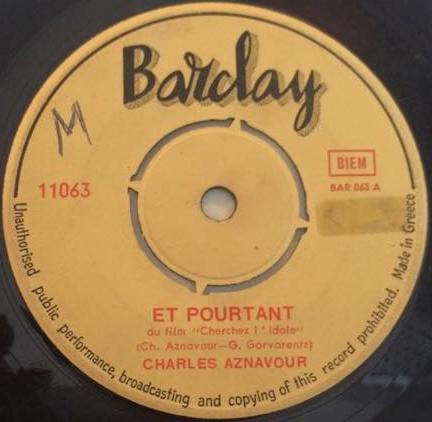 Barclay
M
BIEM
11063
BAR 863 A
ET POURTANT
du film "Cherchez l'idole"
(Ch. Aznavour-G. Garvarentz)
CHARLES AZNAVOUR
Unauthorised public performance, broadcasting and copying of this record prohibited. Made in Greece